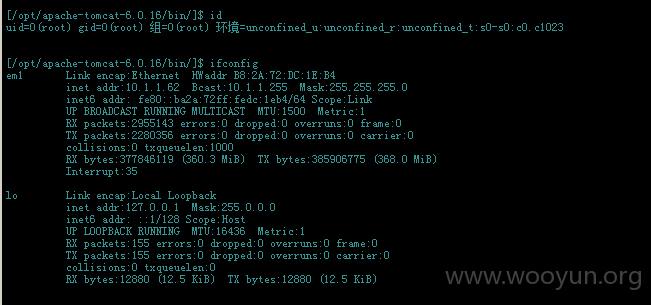 [/opt/apache-tomcat-6.0.16/bin/]$ id
uid=0(root) gid=0(root) 组=0(root) 环境=unconfined_u:unconfined_r:unconfined_t:s0-s0:c0.c1023
[/opt/apache-tomcat-6.0.16/bin/]$ ifconfig
em1 Link encap:Ethernet HWaddr B8:2A:72:DC:1E:B4
inet addr:10.1.1.62 Bcast:10.1.1.255 Mask:255.255.255.0
inet6 addr: fe80::ba2a:72ff:fedc:1eb4/64 Scope:Link
UP BROADCAST RUNNING MULTICAST MTU:1500 Metric:1
RX packets:2955143 errors:0 dropped:0 overruns:0 frame:0
TX packets:2280356 errors:0 dropped:0 overruns:0 carrier:0
collisions:0 txqueuelen:1000
RX bytes:377846119 (360.3 MiB) TX bytes:385906775 (368.0 MiB)
Interrupt:35
lo Link encap:Local Loopback
inet addr:127.0.0.1 Mask:255.0.0.0
inet6 addr: ::1/128 Scope:Host
UP LOOPBACK RUNNING MTU:16436 Metric:1
RX packets:155 errors:0 dropped:0 overruns:0 frame:0
TX packets:155 errors:0 dropped:0 overruns:0 carrier:0
collisions:0 txqueuelen:0
RX bytes:12880 (12.5 KiB) TX bytes:12880 (12.5 KiB)
www.wooyun.org